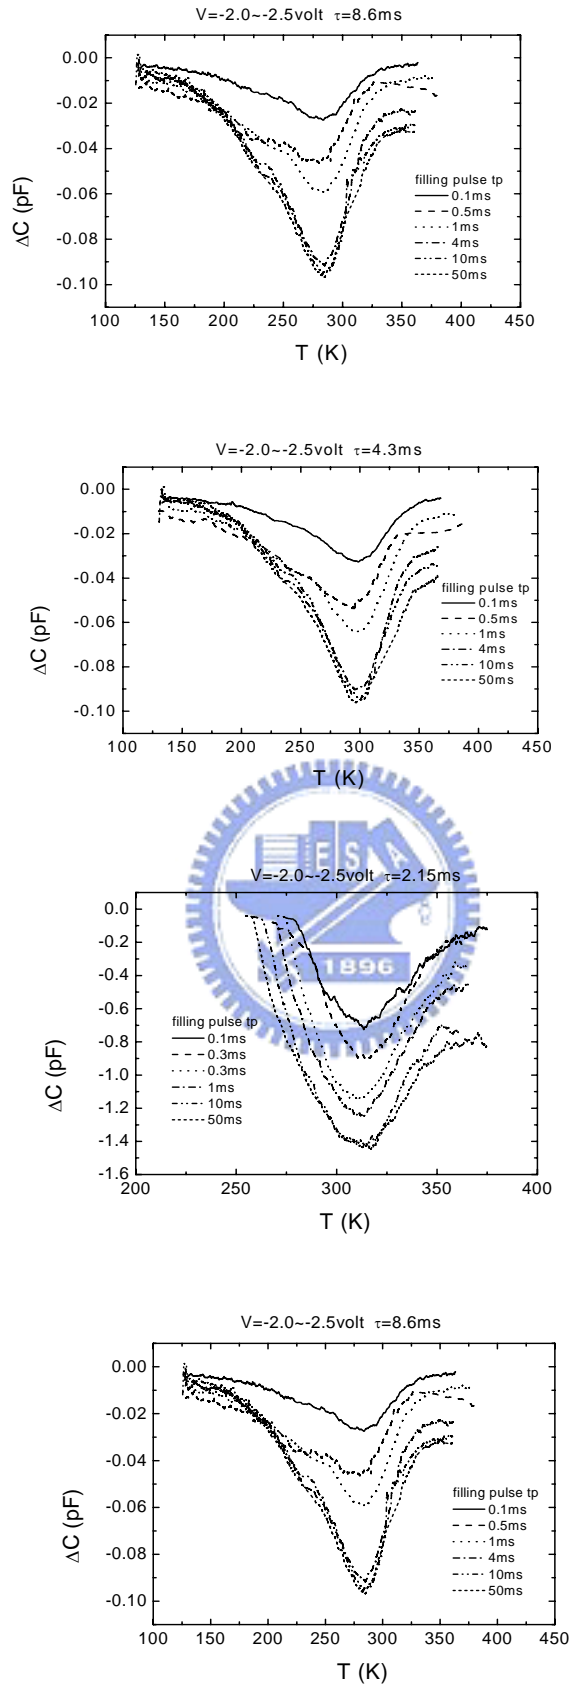 V=-2.0~-2.5volt τ=8.6ms
0.00
-0.02
-0.04
-0.06
-0.08
-0.10
ΔC (pF)
filling pulse tp
0.1ms
0.5ms
1ms
4ms
10ms
50ms
100 150 200 250 300 350 400 450
T (K)
V=-2.0~-2.5volt τ=4.3ms
0.00
-0.02
-0.04
-0.06
-0.08
-0.10
ΔC (pF)
filling pulse tp
0.1ms
0.5ms
1ms
4ms
10ms
50ms
100 150 200 250 300 350 400 450
T (K)
V=-2.0~-2.5volt τ=2.15ms
0.0
-0.2
-0.4
-0.6
-0.8
-1.0
-1.2
-1.4
-1.6
ΔC (pF)
E S A
1896
filling pulse tp
0.1ms
0.3ms
0.3ms
1ms
10ms
50ms
200 250 300 350 400
T (K)
V=-2.0~-2.5volt τ=8.6ms
0.00
-0.02
-0.04
-0.06
-0.08
-0.10
ΔC (pF)
filling pulse tp
0.1ms
0.5ms
1ms
4ms
10ms
50ms
100 150 200 250 300 350 400 450
T (K)